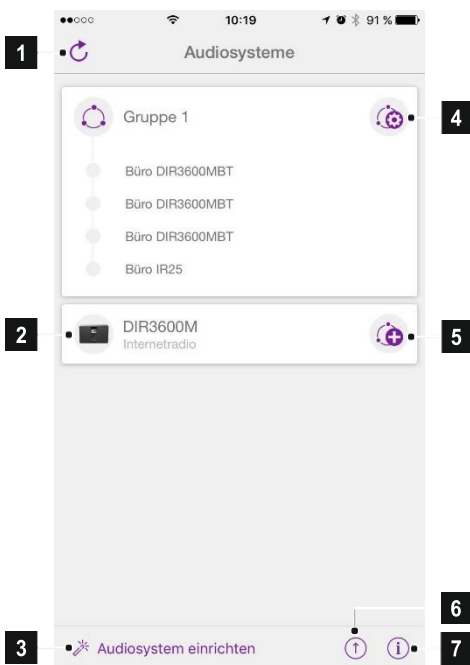 10:19 91 %
1 Audiosysteme
Gruppe 1 4
Büro DIR3600MBT
Büro DIR3600MBT
Büro DIR3600MBT
Büro IR25
2 DIR3600M 5
Internetradio
6
3 Audiosystem einrichten i 7